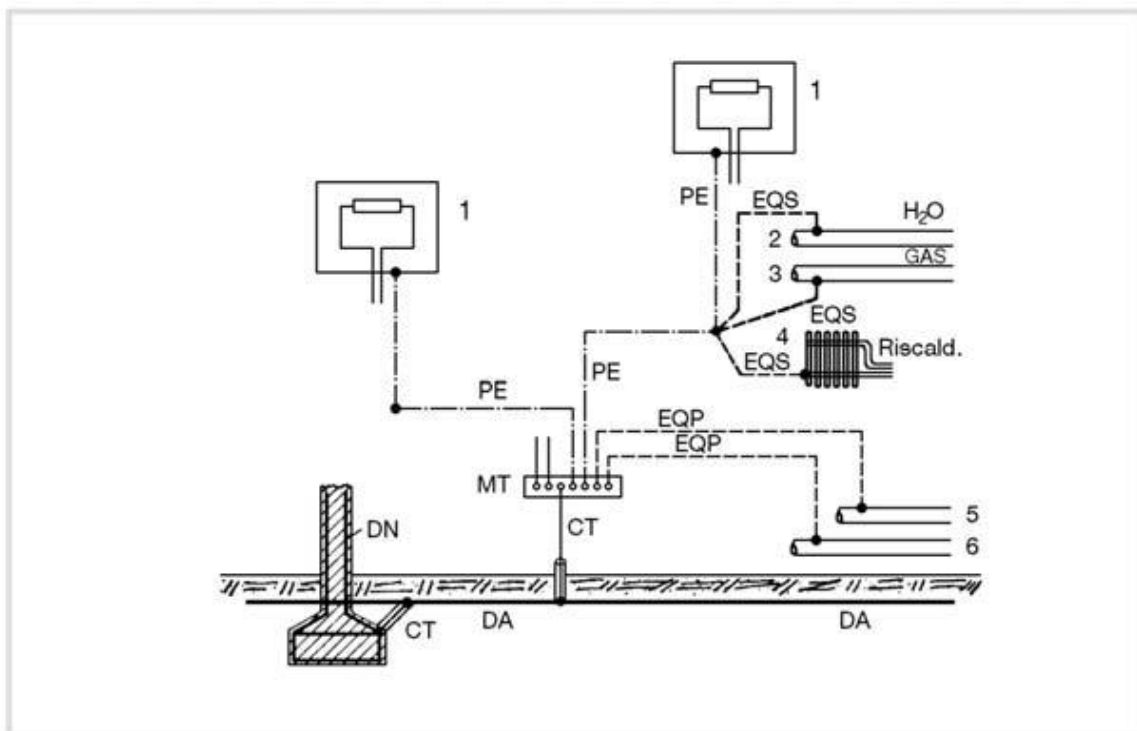 1
1
PE
EQS
H₂O
2
GAS
3
EQS
4
Riscald.
EQS
PE
PE
EQP
EQP
MT
CT
5
DN
6
CT
DA
DA